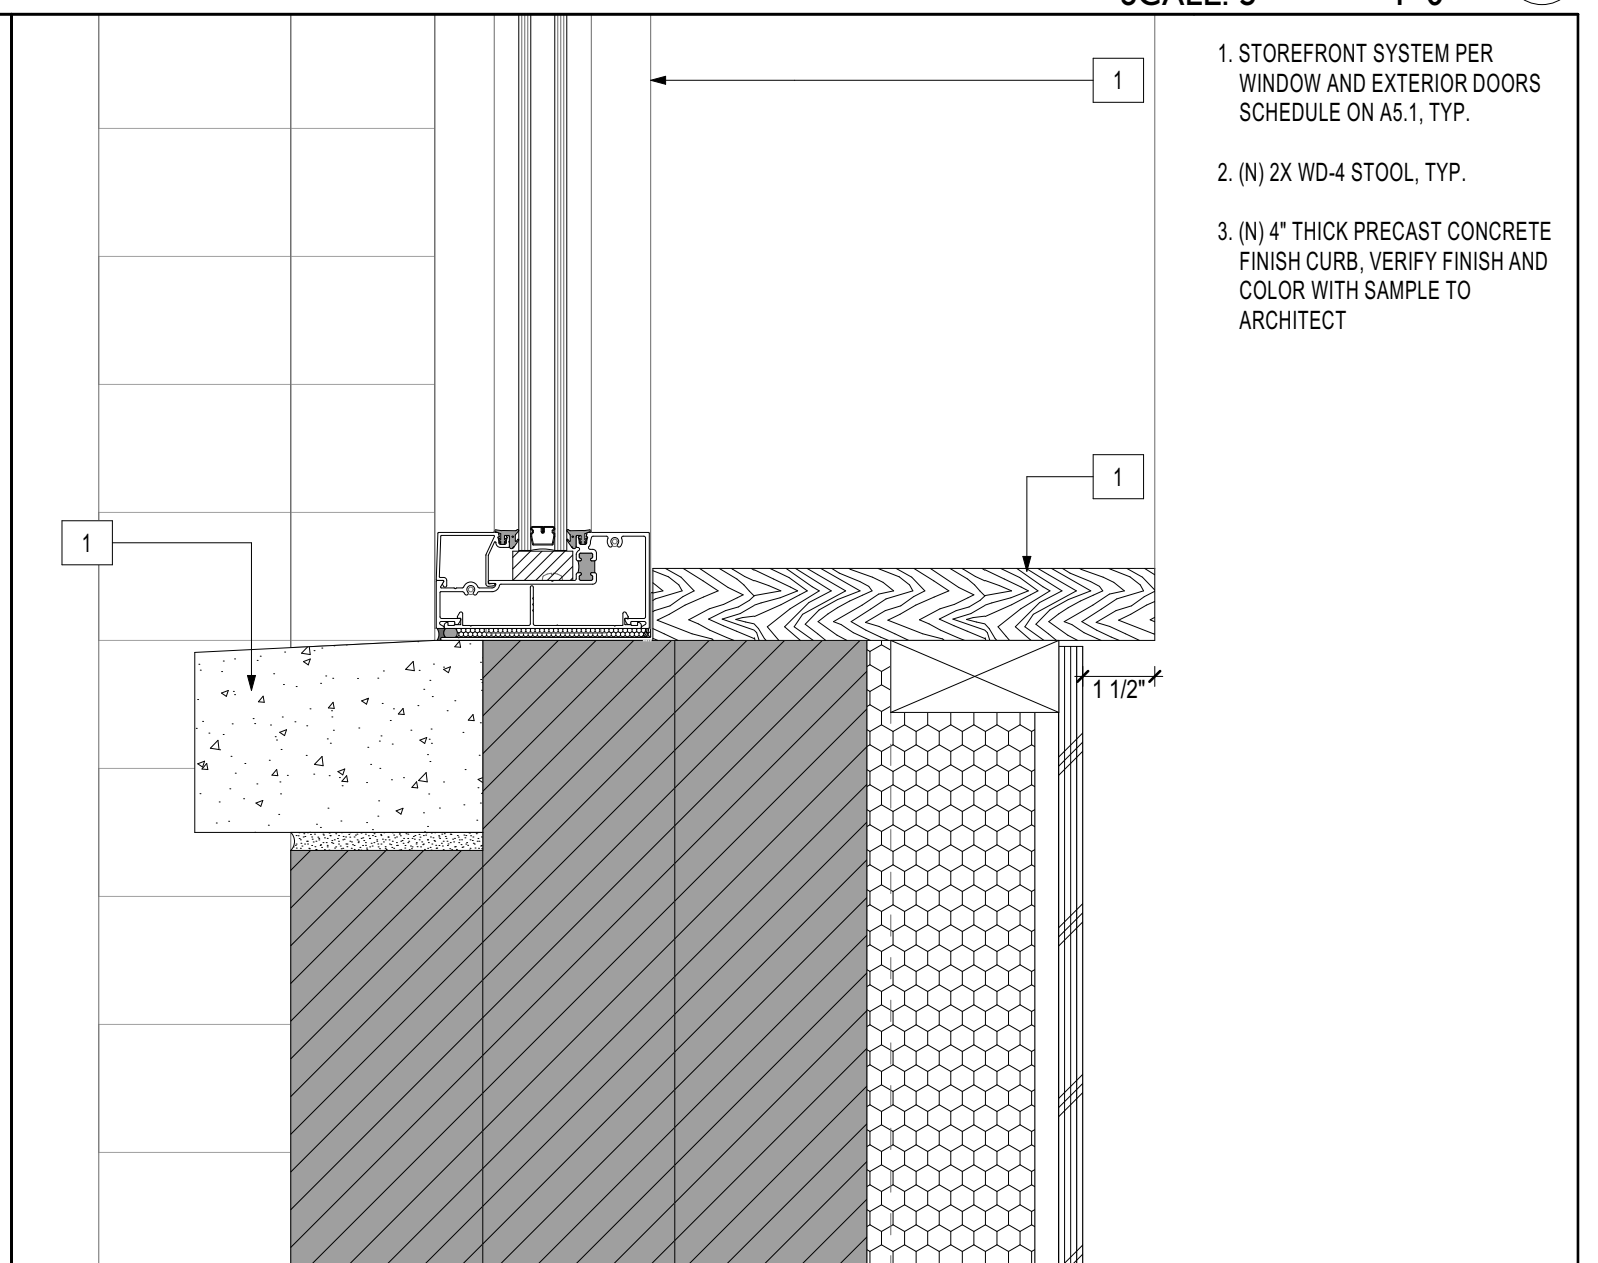 1. STOREFRONT SYSTEM PER
WINDOW AND EXTERIOR DOORS
SCHEDULE ON A5.1, TYP.
2. (N) 2X WD-4 STOOL, TYP.
3. (N) 4" THICK PRECAST CONCRETE
FINISH CURB, VERIFY FINISH AND
COLOR WITH SAMPLE TO
ARCHITECT
1
1
1
1 1/2"